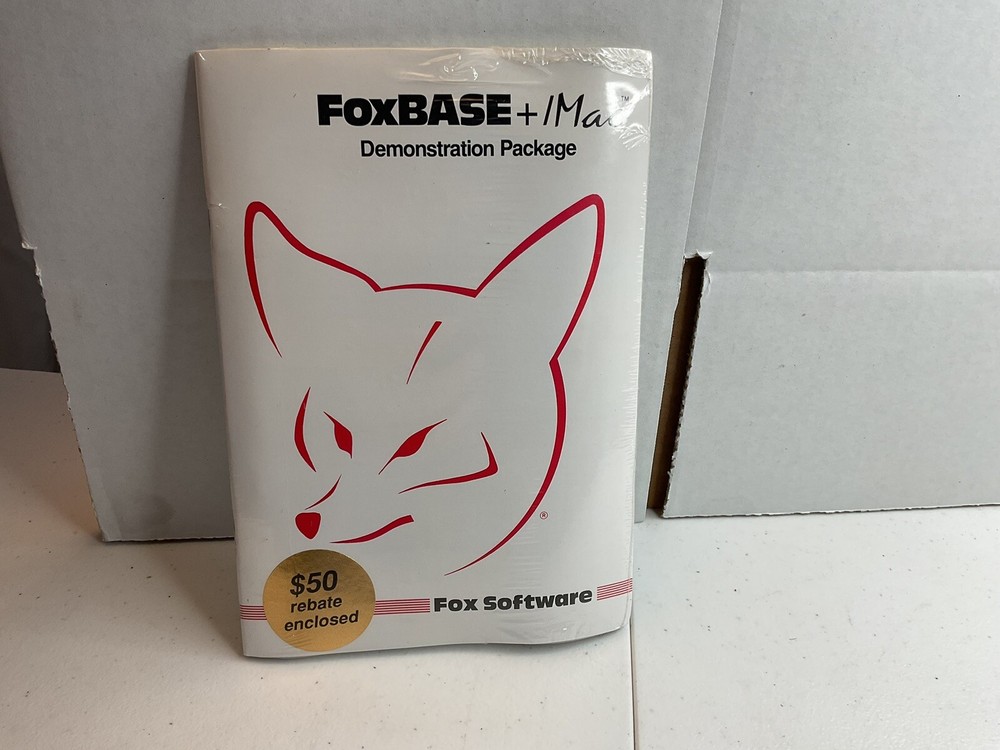 FoxBASE+/Mac™
Demonstration Package
®
$50
rebate
enclosed
Fox Software